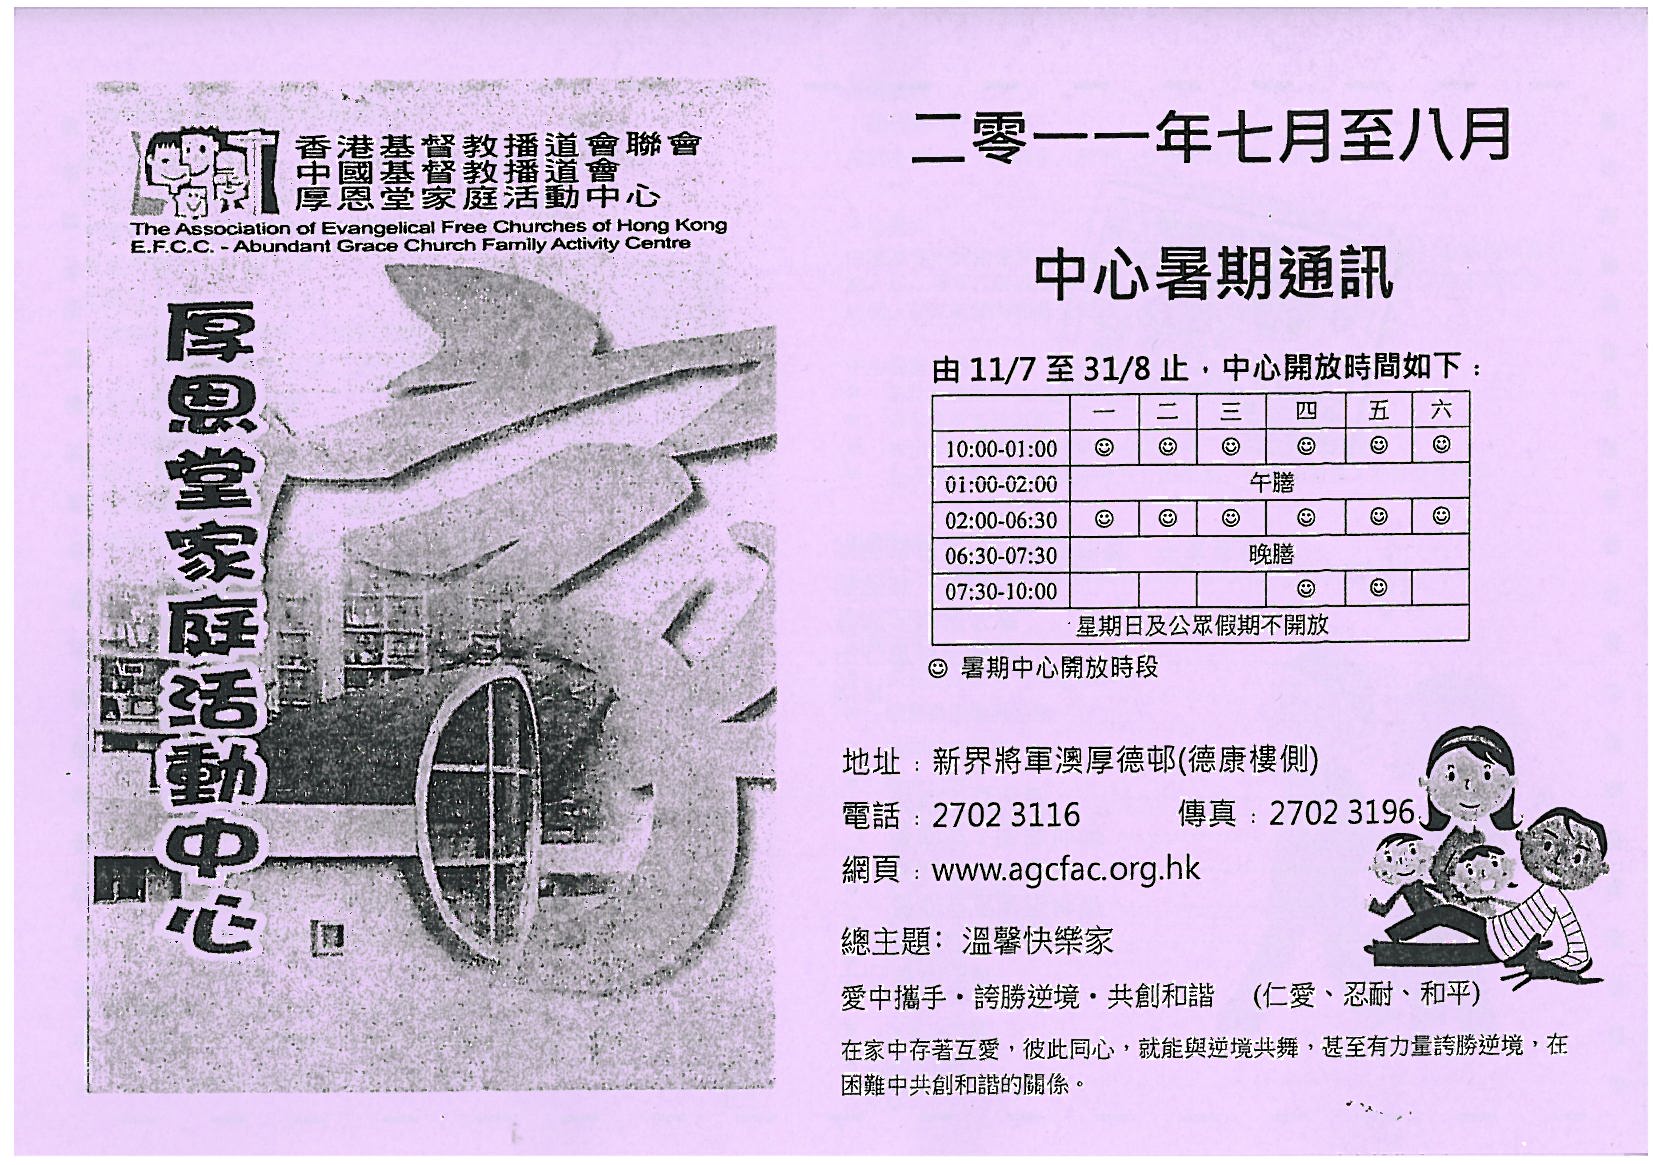 香港基督教播道會聯會
中國基督教播道會
厚恩堂家庭活動中心
The Association of Evangelical Free Churches of Hong Kong
E.F.C.C. - Abundant Grace Church Family Activity Centre
厚恩堂家庭活動中心
二零一一年七月至八月
中心暑期通訊
由 11/7 至 31/8 止，中心開放時間如下：
一 二 三 四 五 六
10:00-01:00 ☺ ☺ ☺ ☺ ☺ ☺
01:00-02:00 午膳
02:00-06:30 ☺ ☺ ☺ ☺ ☺ ☺
06:30-07:30 晚膳
07:30-10:00 ☺ ☺
星期日及公眾假期不開放
☺ 暑期中心開放時段
地址：新界將軍澳厚德邨(德康樓側)
電話：2702 3116 傳真：2702 3196
網頁：www.agcfac.org.hk
總主題：溫馨快樂家
愛中攜手・誇勝逆境・共創和諧 (仁愛、忍耐、和平)
在家中存著互愛，彼此同心，就能與逆境共舞，甚至有力量誇勝逆境，在
困難中共創和諧的關係。